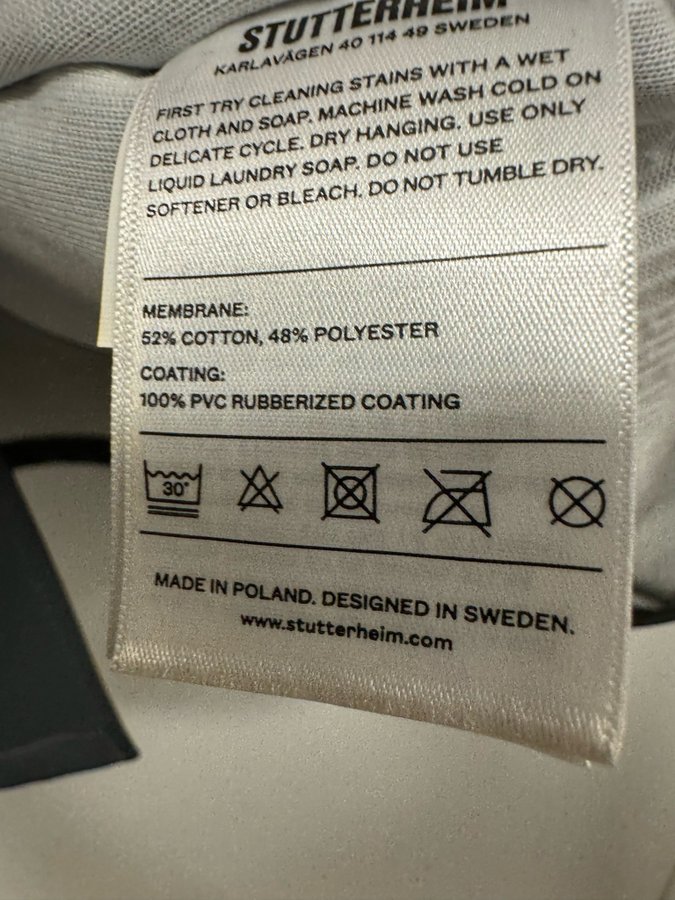 STUTTERHEIM
KARLAVÄGEN 40 114 49 SWEDEN
FIRST TRY CLEANING STAINS WITH A WET
CLOTH AND SOAP. MACHINE WASH COLD ON
DELICATE CYCLE. DRY HANGING. USE ONLY
LIQUID LAUNDRY SOAP. DO NOT USE
SOFTENER OR BLEACH. DO NOT TUMBLE DRY.
MEMBRANE:
52% COTTON, 48% POLYESTER
COATING:
100% PVC RUBBERIZED COATING
30°
MADE IN POLAND. DESIGNED IN SWEDEN.
www.stutterheim.com